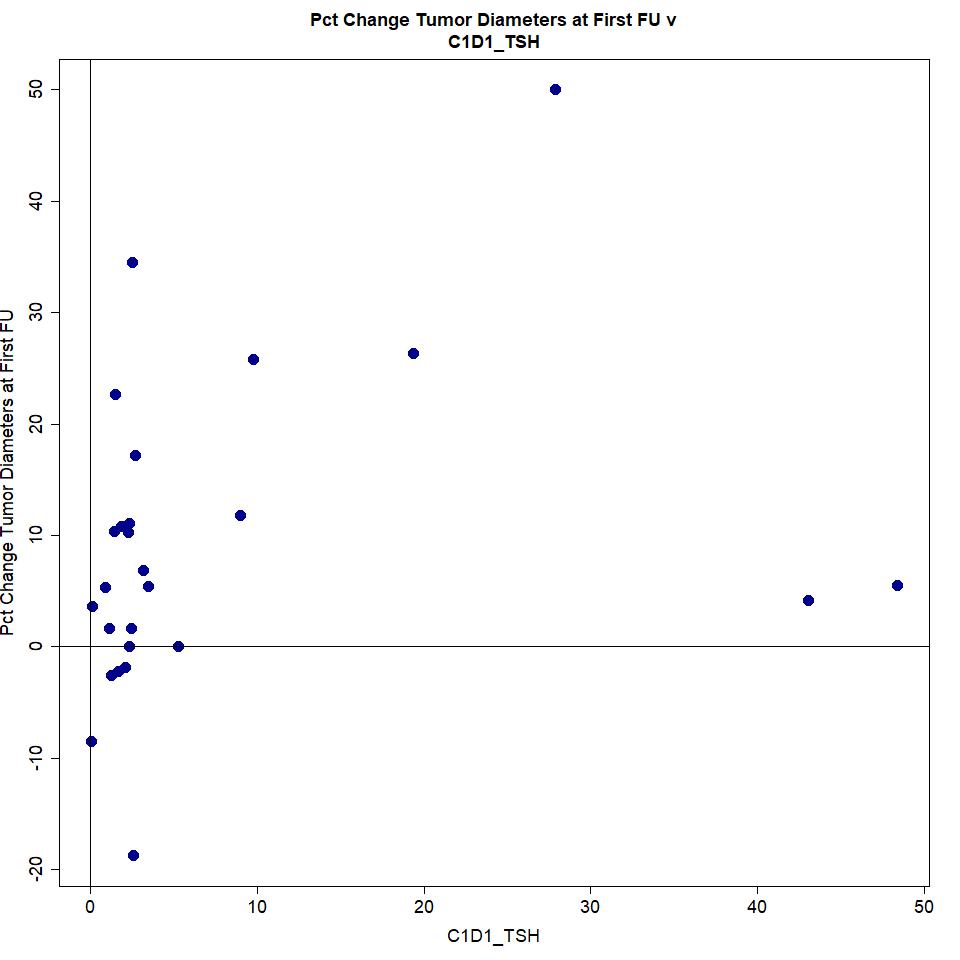 Pct Change Tumor Diameters at First FU v
C1D1_TSH
Pct Change Tumor Diameters at First FU
50
40
30
20
10
0
-10
-20
0 10 20 30 40 50
C1D1_TSH